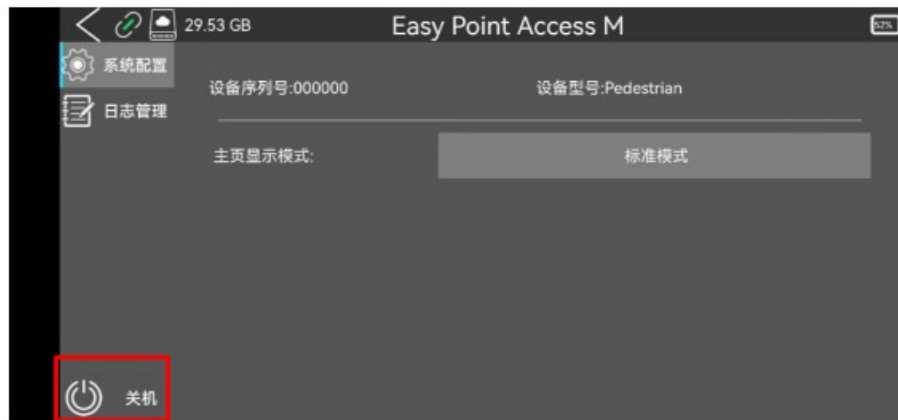 29.53 GB Easy Point Access M 52%
系统配置
设备序列号:000000 设备型号:Pedestrian
日志管理
主页显示模式: 标准模式
关机